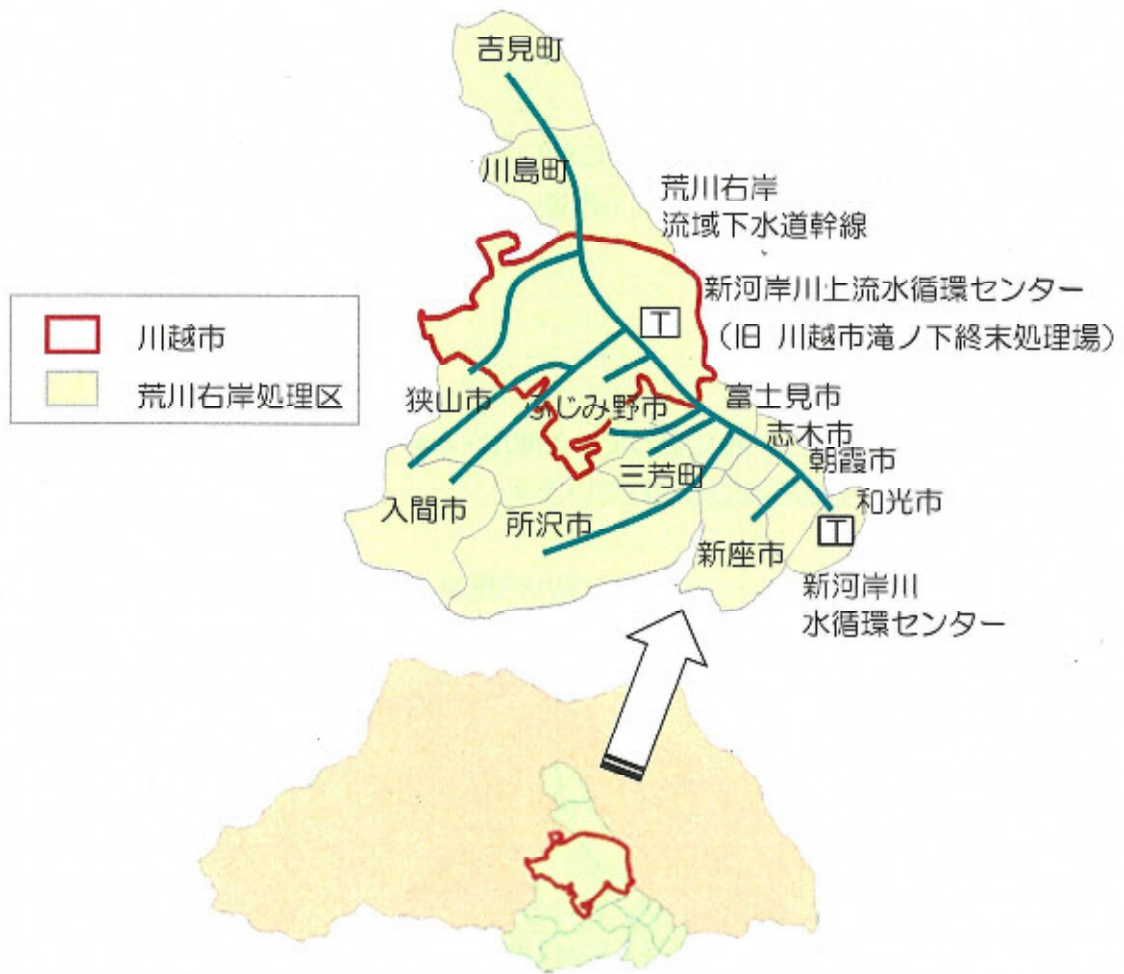 吉見町
川島町
荒川右岸
流域下水道幹線
新河岸川上流水循環センター
（旧 川越市滝ノ下終末処理場）
T
川越市
荒川右岸処理区
狭山市
ふじみ野市
富士見市
志木市
朝霞市
三芳町
和光市
入間市
所沢市
新座市
T
新河岸川
水循環センター